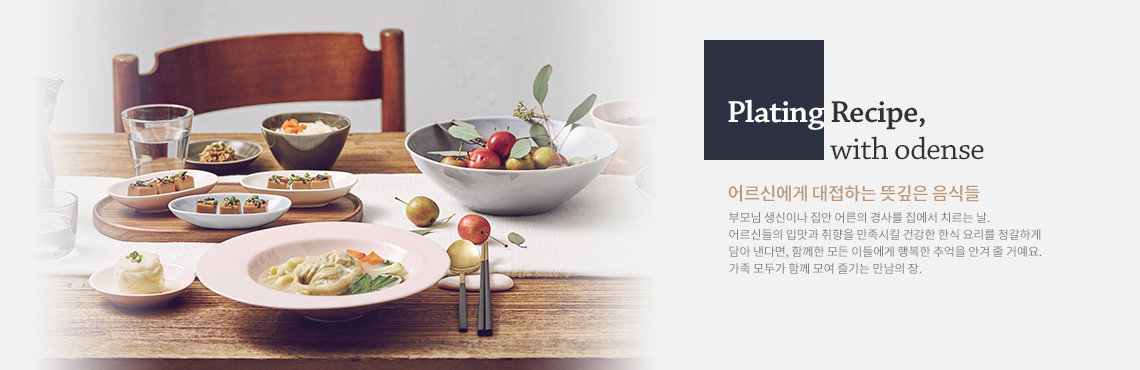 Plating Recipe,
with odense
어르신에게 대접하는 뜻깊은 음식들
부모님 생신이나 집안 어른의 경사를 집에서 치르는 날.
어르신들의 입맛과 취향을 만족시킬 건강한 한식 요리를 정갈하게
담아 낸다면, 함께한 모든 이들에게 행복한 추억을 안겨 줄 거예요.
가족 모두가 함께 모여 즐기는 만남의 장.